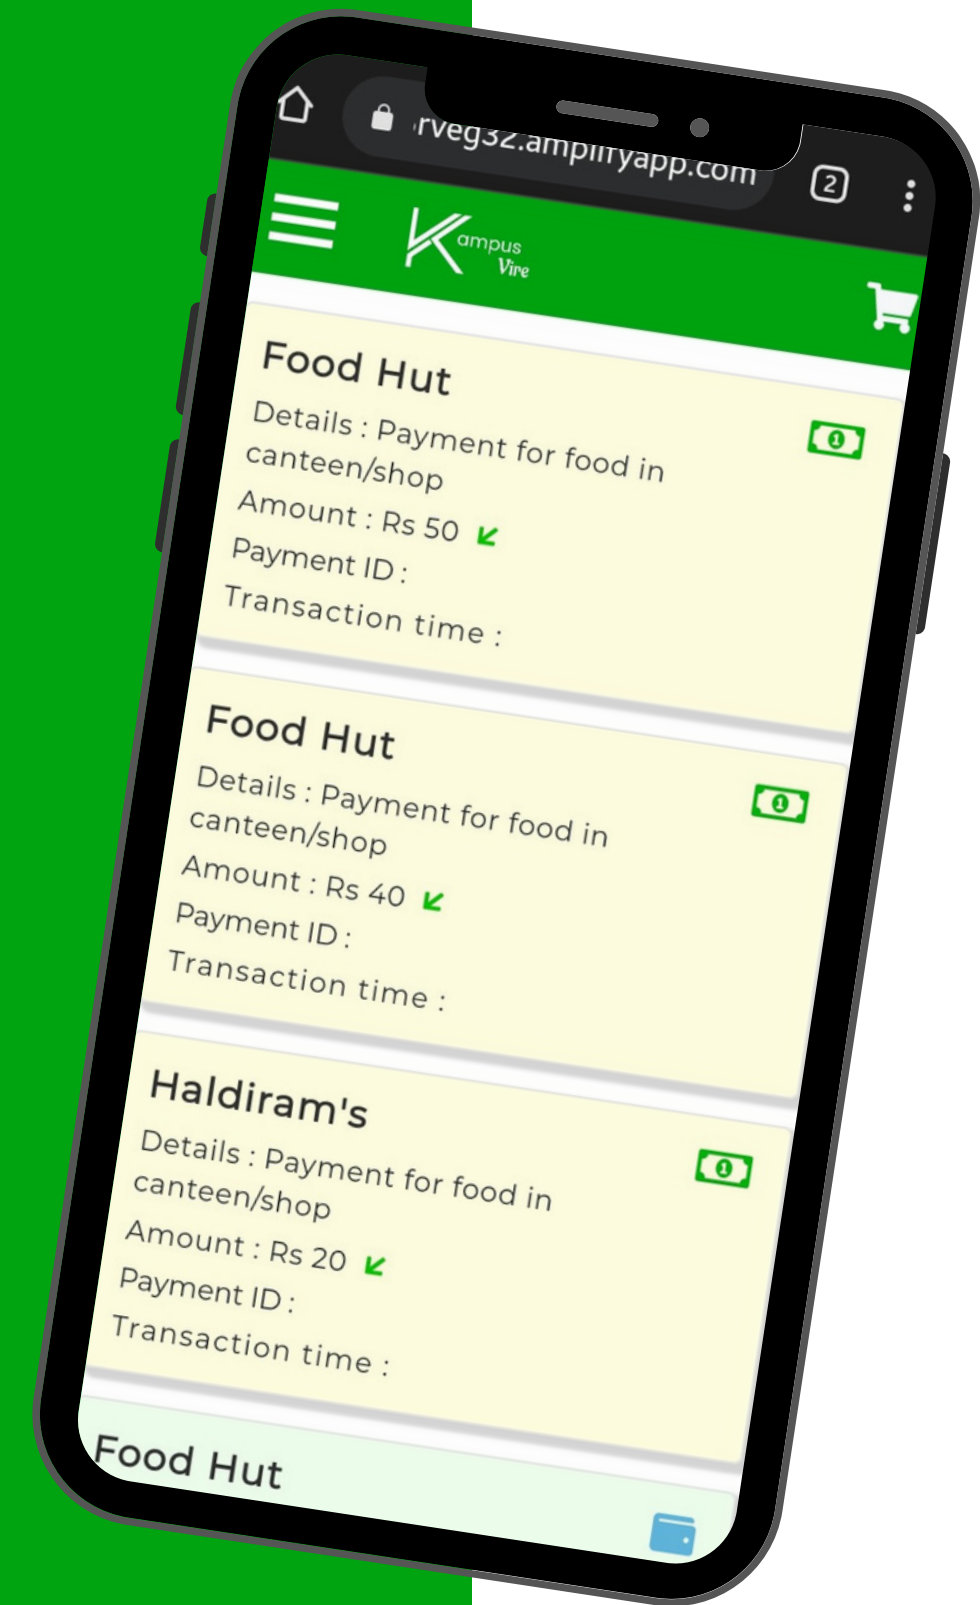 rveg32.amplifyapp.com
2
Kampus
Vire
Food Hut
Details : Payment for food in
canteen/shop
Amount : Rs 50
Payment ID :
Transaction time :
Food Hut
Details : Payment for food in
canteen/shop
Amount : Rs 40
Payment ID :
Transaction time :
Haldiram's
Details : Payment for food in
canteen/shop
Amount : Rs 20
Payment ID :
Transaction time :
Food Hut